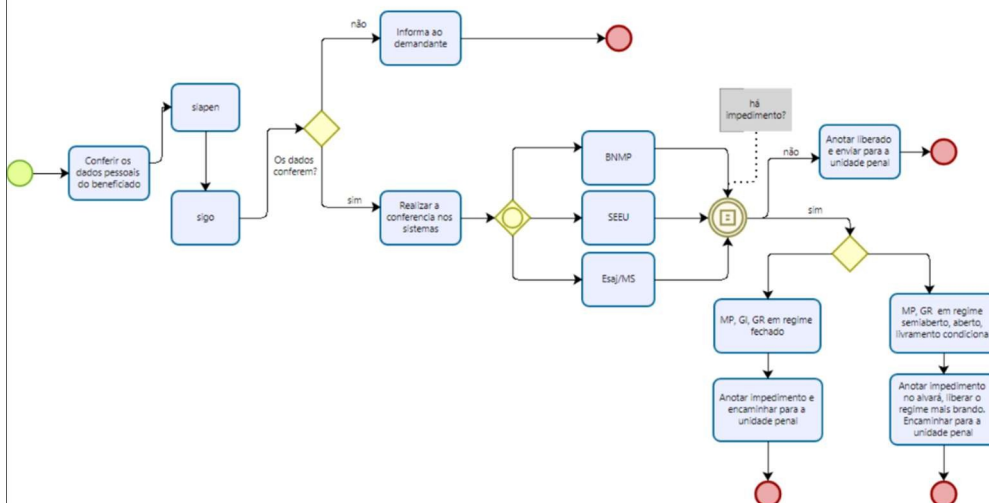 Conferir os
dados pessoais
do beneficiado
siapen
sigo
Os dados
conferem?
não
Informa ao
demandante
sim
Realizar a
conferencia nos
sistemas
BNMP
SEEU
Esaj/MS
há
impedimento?
não
Anotar liberado
e enviar para a
unidade penal
sim
MP, GI, GR em regime
fechado
Anotar impedimento e
encaminhar para a
unidade penal
MP, GR em regime
semiaberto, aberto,
livramento condiciona
Anotar impedimento
no alvará, liberar o
regime mais brando.
Encaminhar para a
unidade penal